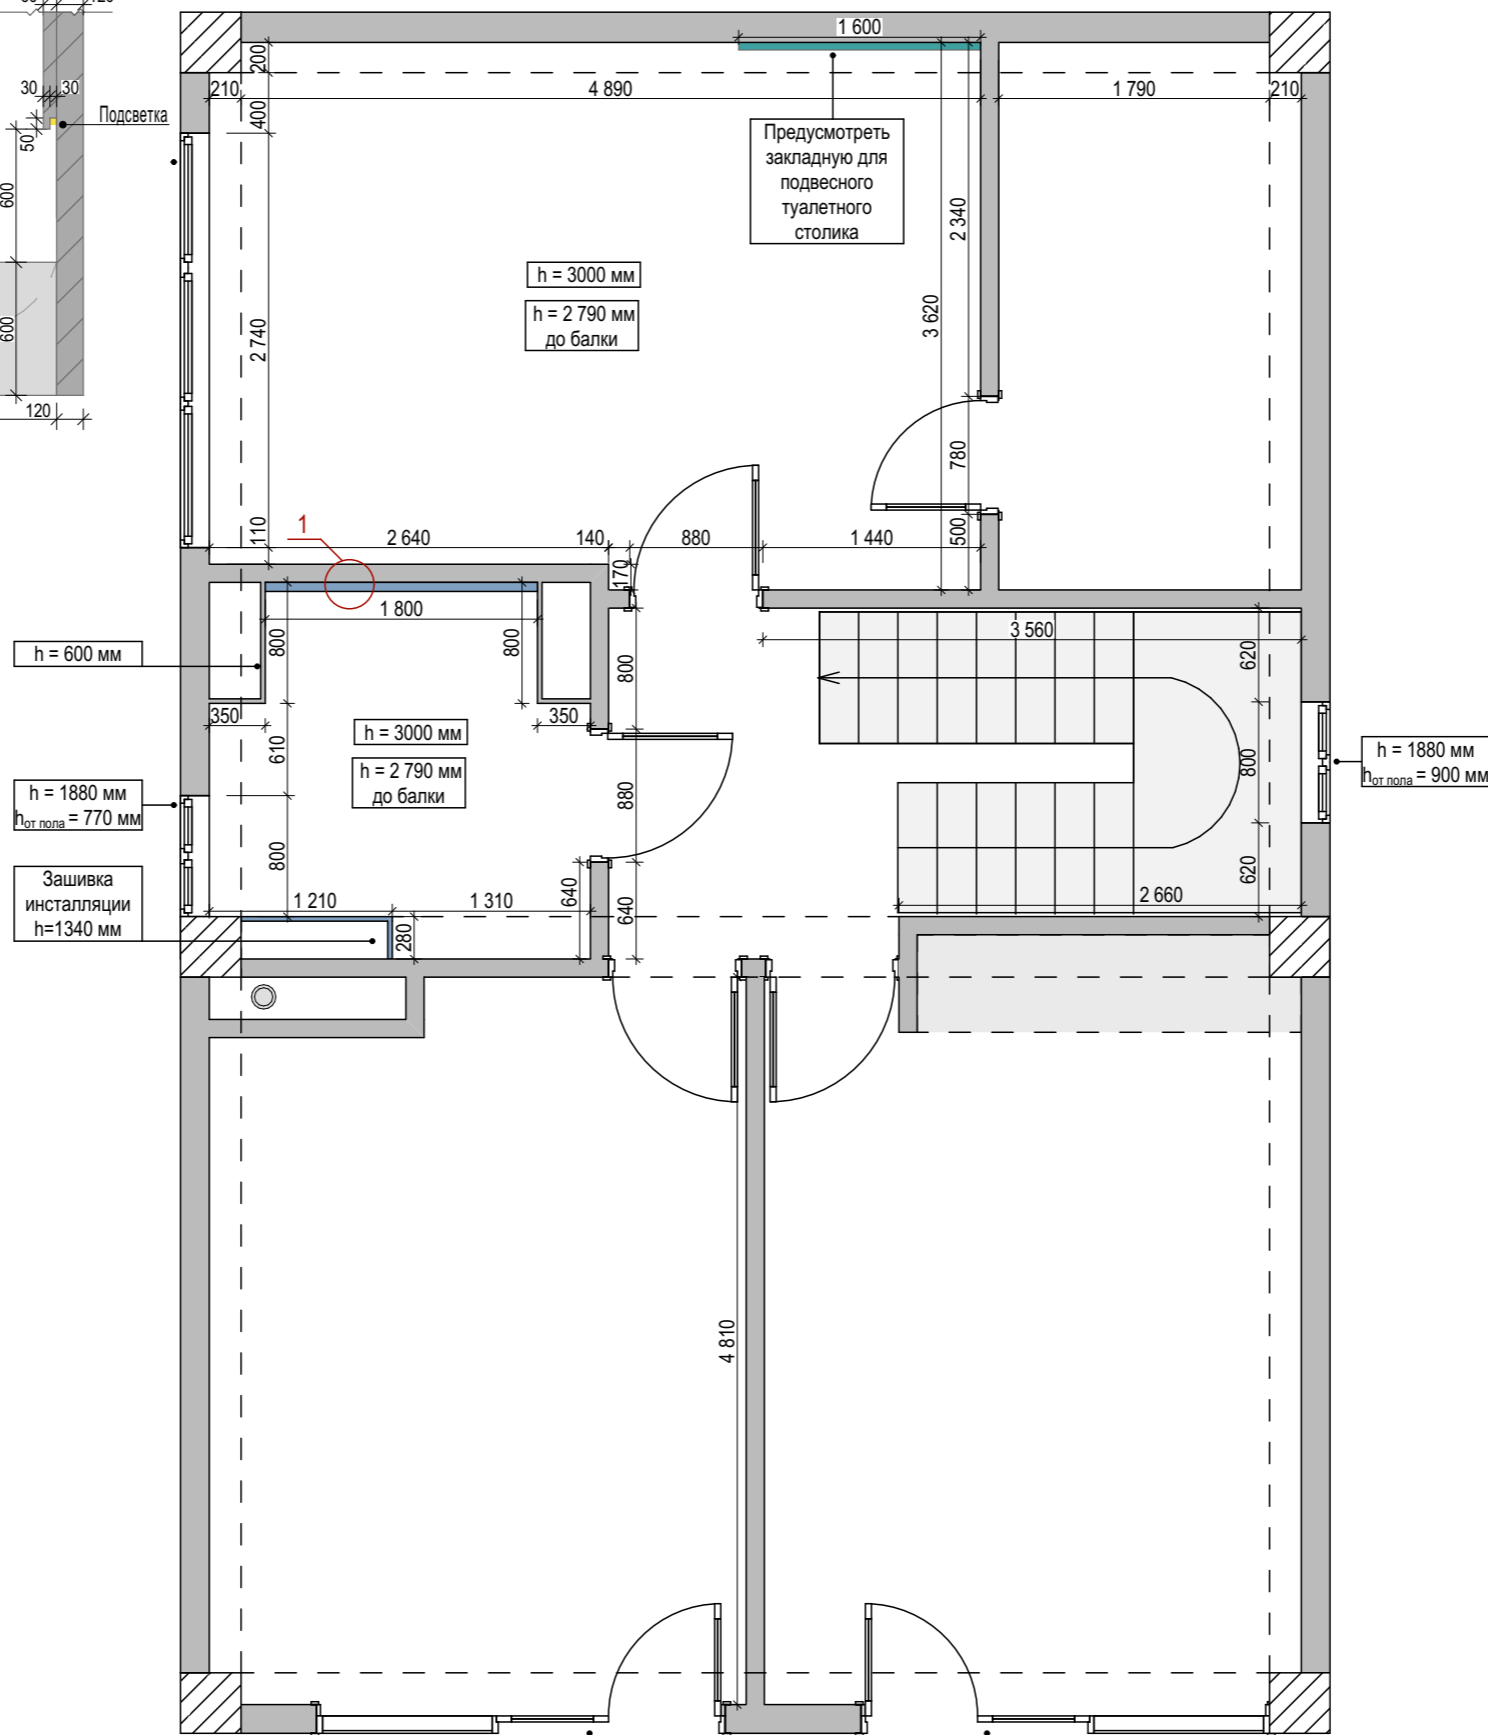 120
1 600
200
30
30
210
4 890
1 790
210
Подсветка
400
50
Предусмотреть
закладную для
подвесного
туалетного
столика
600
2 340
h = 3000 мм
h = 2 790 мм
до балки
600
2 740
3 620
120
780
110
1
2 640
140
880
1 440
500
170
1 800
3 560
h = 600 мм
800
800
800
620
350
350
h = 3000 мм
610
h = 2 790 мм
до балки
800
h = 1880 мм
hот пола = 900 мм
h = 1880 мм
hот пола = 770 мм
880
800
620
Зашивка
инсталляции
h=1340 мм
1 210
1 310
640
640
2 660
280
4 810